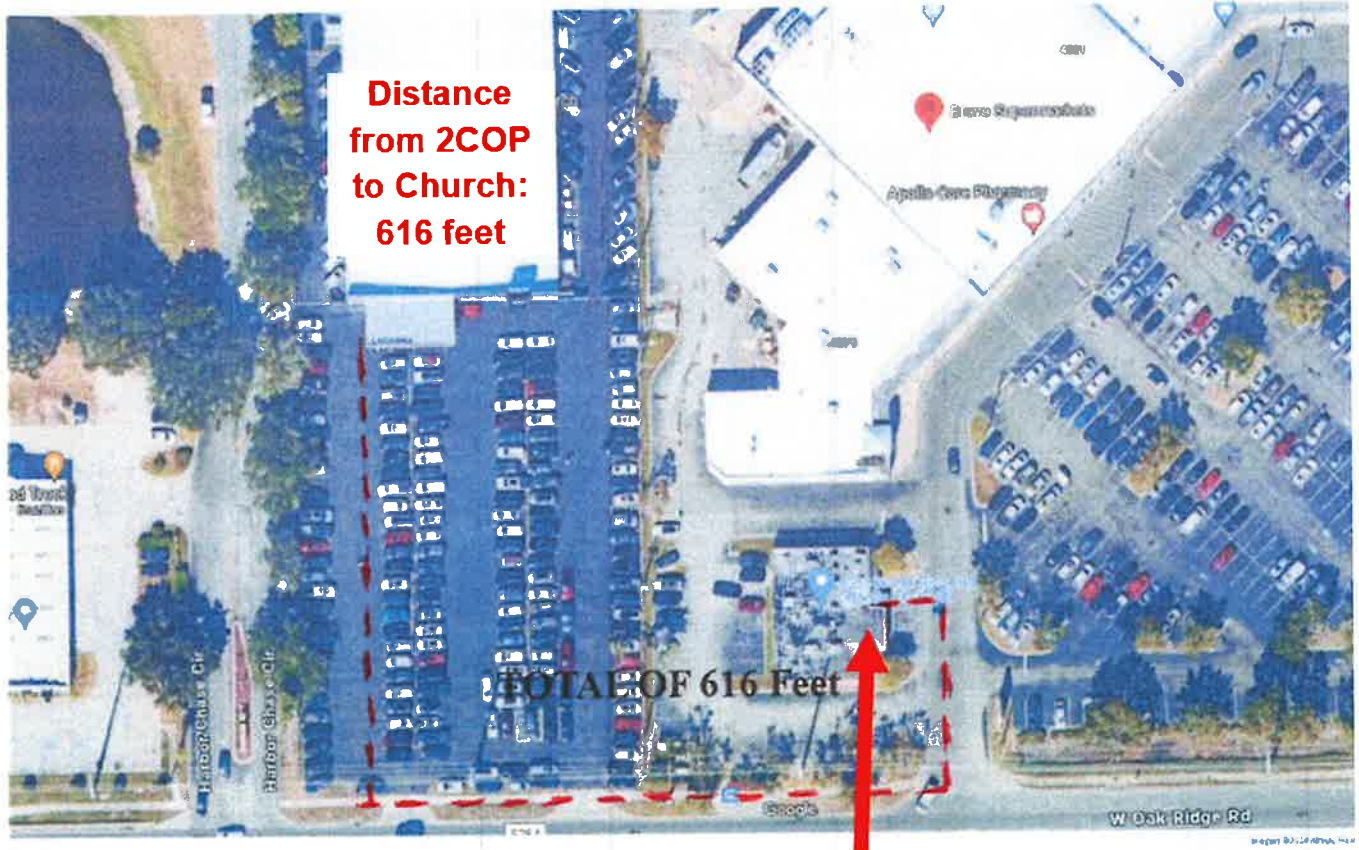 Distance
from 2COP
to Church:
616 feet
Supermarkets
Apollo Care Pharmacy
TOTAL OF 616 Feet
Harbor Chase Cir
Harbor Chase Cir
Google
W Oak Ridge Rd